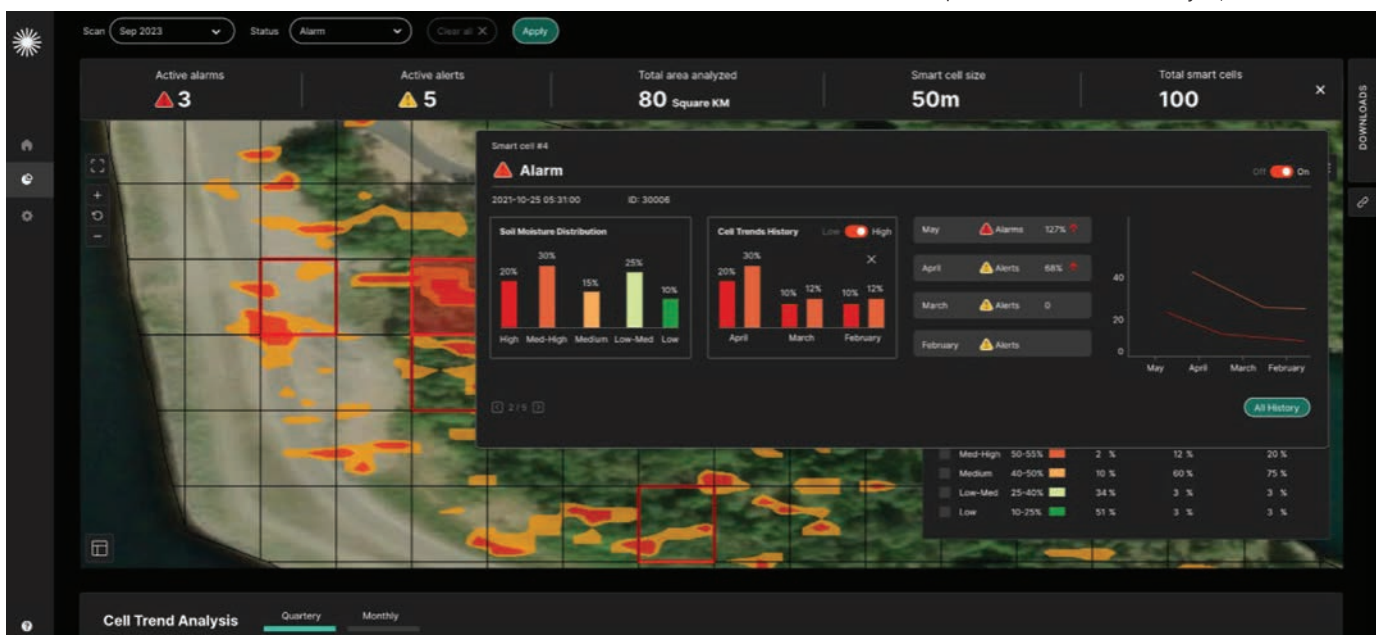 Scan Sep 2023 Status Alarm Clear all X Apply
Active alarms Active alerts Total area analyzed Smart cell size Total smart cells
3 5 80 Square KM 50m 100
DOWNLOADS
Smart cell #4
Alarm Off On
2021-10-25 05:31:00 ID: 30006
Soil Moisture Distribution
20% 30% 15% 25% 10%
High Med-High Medium Low-Med Low
Cell Trends History Low High
20% 30% 10% 12% 10% 12%
April March February
May Alarms 127%
April Alerts 68%
March Alerts 0
February Alerts
40
20
0
May April March February
2 / 5
All History
Med-High 50-55% 2 % 12 % 20 %
Medium 40-50% 10 % 60 % 75 %
Low-Med 25-40% 34 % 3 % 3 %
Low 10-25% 51 % 3 % 3 %
Cell Trend Analysis Quartery Monthly